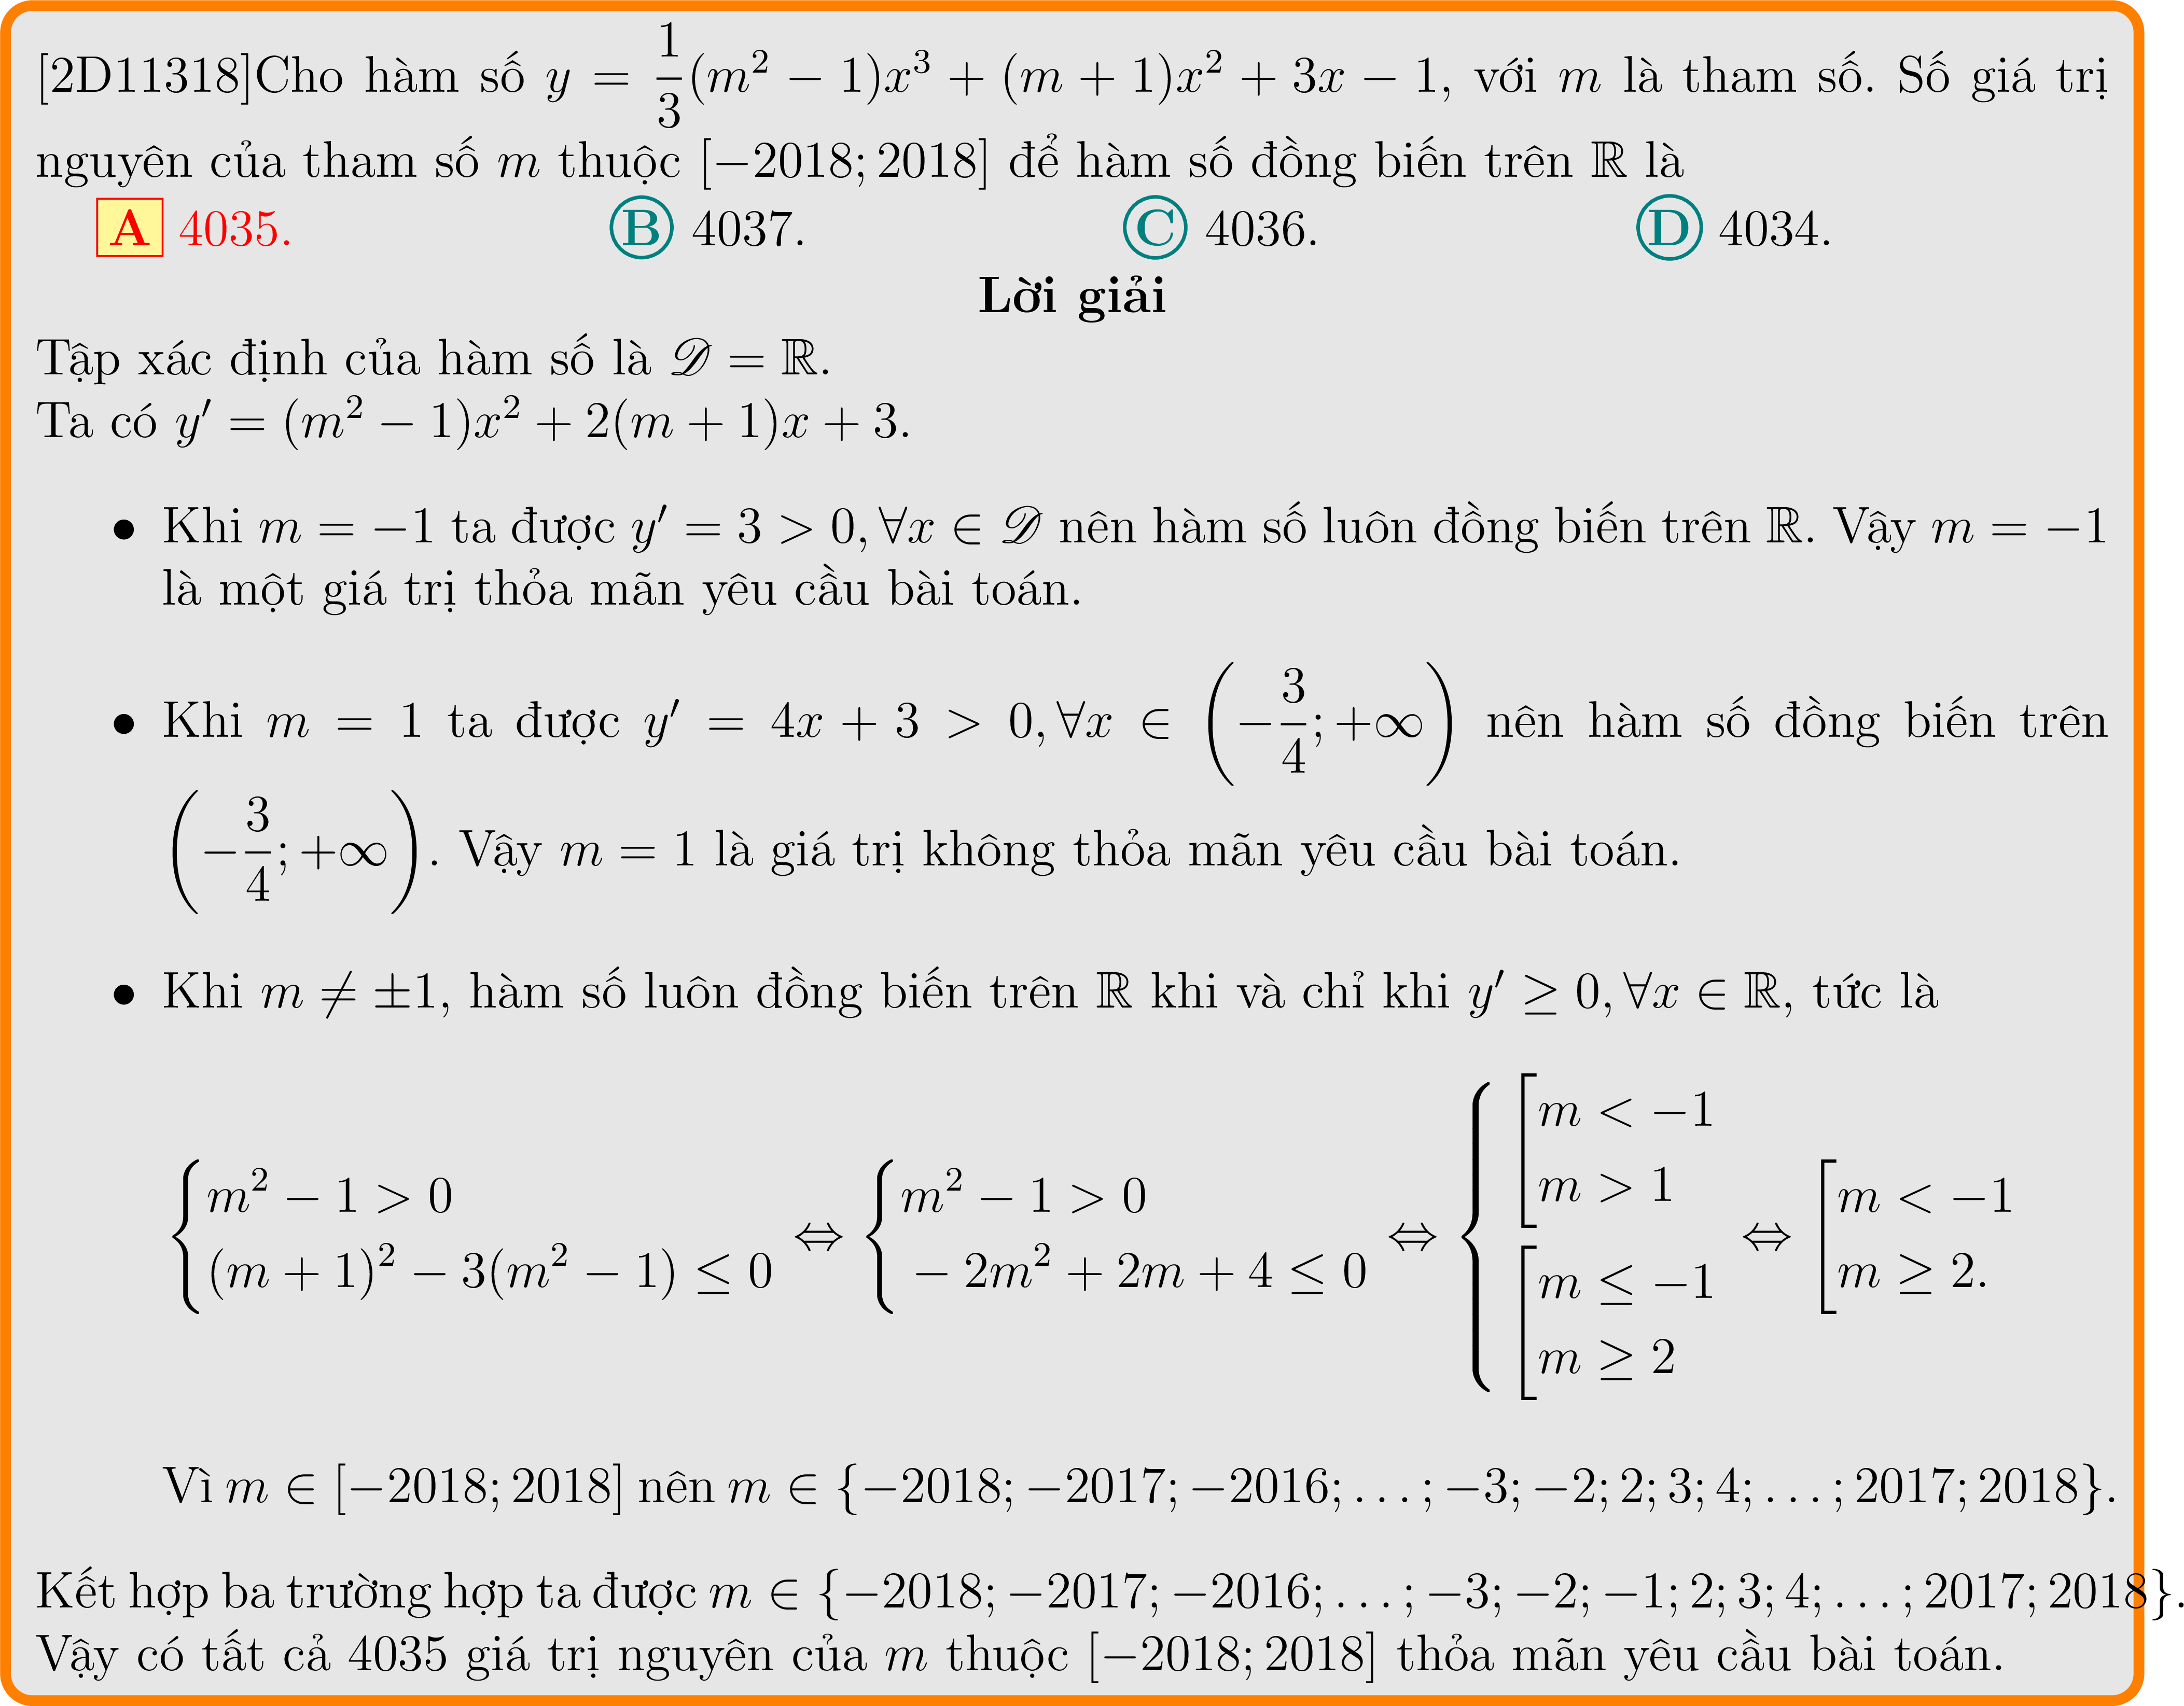 [2D11318]Cho hàm số $y = \dfrac{1}{3}(m^2 - 1)x^3 + (m + 1)x^2 + 3x - 1$, với $m$ là tham số. Số giá trị
nguyên của tham số $m$ thuộc $[-2018; 2018]$ để hàm số đồng biến trên $\mathbb{R}$ là
A 4035. B 4037. C 4036. D 4034.
Lời giải
Tập xác định của hàm số là $\mathscr{D} = \mathbb{R}$.
Ta có $y' = (m^2 - 1)x^2 + 2(m + 1)x + 3$.
• Khi $m = -1$ ta được $y' = 3 > 0, \forall x \in \mathscr{D}$ nên hàm số luôn đồng biến trên $\mathbb{R}$. Vậy $m = -1$
là một giá trị thỏa mãn yêu cầu bài toán.
• Khi $m = 1$ ta được $y' = 4x + 3 > 0, \forall x \in \left(-\dfrac{3}{4}; +\infty\right)$ nên hàm số đồng biến trên
$\left(-\dfrac{3}{4}; +\infty\right)$. Vậy $m = 1$ là giá trị không thỏa mãn yêu cầu bài toán.
• Khi $m \neq \pm 1$, hàm số luôn đồng biến trên $\mathbb{R}$ khi và chỉ khi $y' \geq 0, \forall x \in \mathbb{R}$, tức là
$\begin{cases} m^2 - 1 > 0 \\ (m + 1)^2 - 3(m^2 - 1) \leq 0 \end{cases} \Leftrightarrow \begin{cases} m^2 - 1 > 0 \\ -2m^2 + 2m + 4 \leq 0 \end{cases} \Leftrightarrow \begin{cases} \left[\begin{array}{l} m < -1 \\ m > 1 \end{array}\right. \\ \left[\begin{array}{l} m \leq -1 \\ m \geq 2 \end{array}\right. \end{cases} \Leftrightarrow \left[\begin{array}{l} m < -1 \\ m \geq 2. \end{array}\right.$
Vì $m \in [-2018; 2018]$ nên $m \in \{-2018; -2017; -2016; \ldots; -3; -2; 2; 3; 4; \ldots; 2017; 2018\}$.
Kết hợp ba trường hợp ta được $m \in \{-2018; -2017; -2016; \ldots; -3; -2; -1; 2; 3; 4; \ldots; 2017; 2018\}$.
Vậy có tất cả 4035 giá trị nguyên của $m$ thuộc $[-2018; 2018]$ thỏa mãn yêu cầu bài toán.